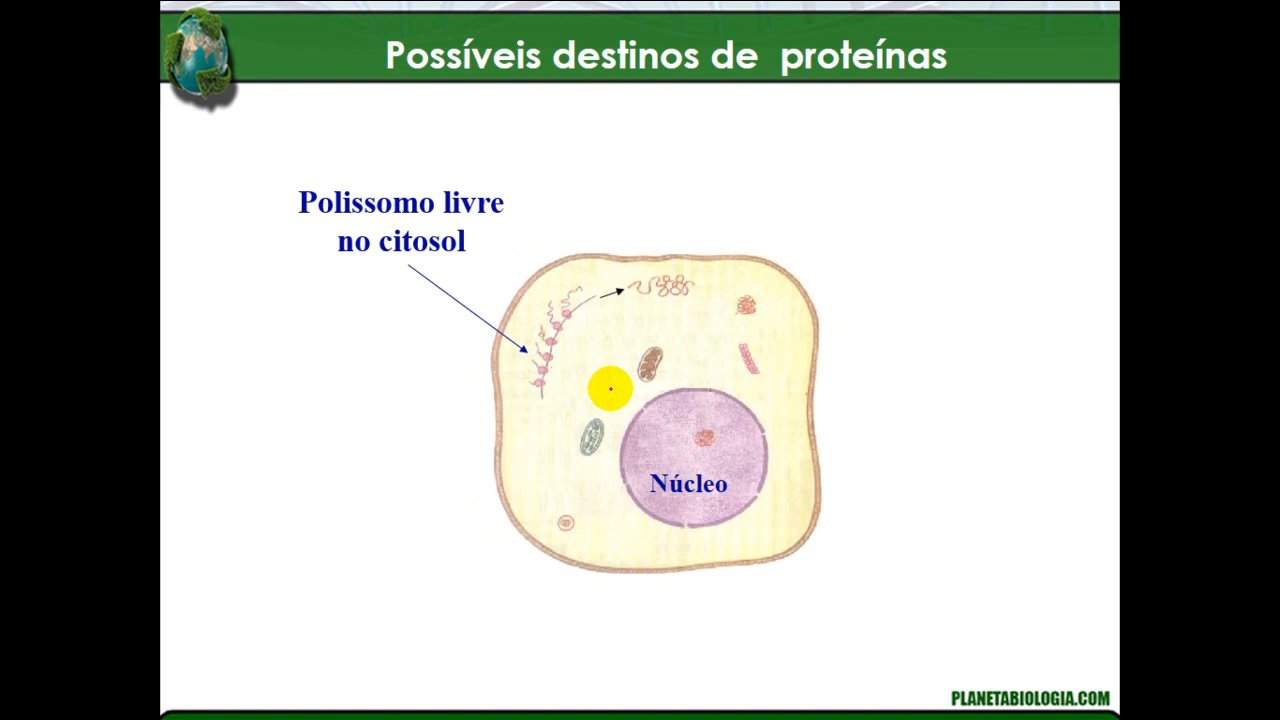 Possíveis destinos de proteínas
Polissomo livre
no citosol
Núcleo
PLANETABIOLOGIA.COM